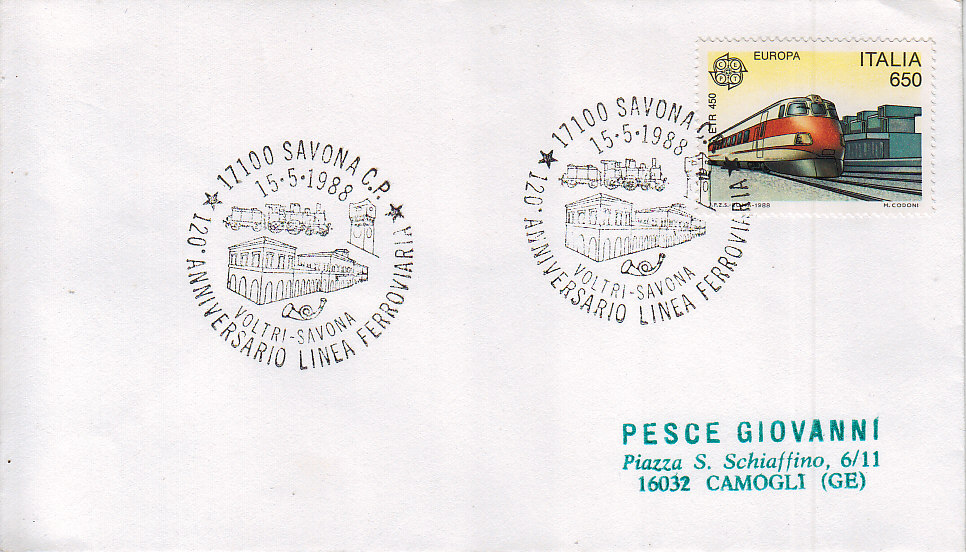 EUROPA
ITALIA
650
ETR 450
M. CODONI
17100 SAVONA C.P.
15·5·1988
VOLTRI-SAVONA
120° ANNIVERSARIO LINEA FERROVIARIA
17100 SAVONA C.P.
15·5·1988
VOLTRI-SAVONA
120° ANNIVERSARIO LINEA FERROVIARIA
PESCE GIOVANNI
Piazza S. Schiaffino, 6/11
16032 CAMOGLI (GE)